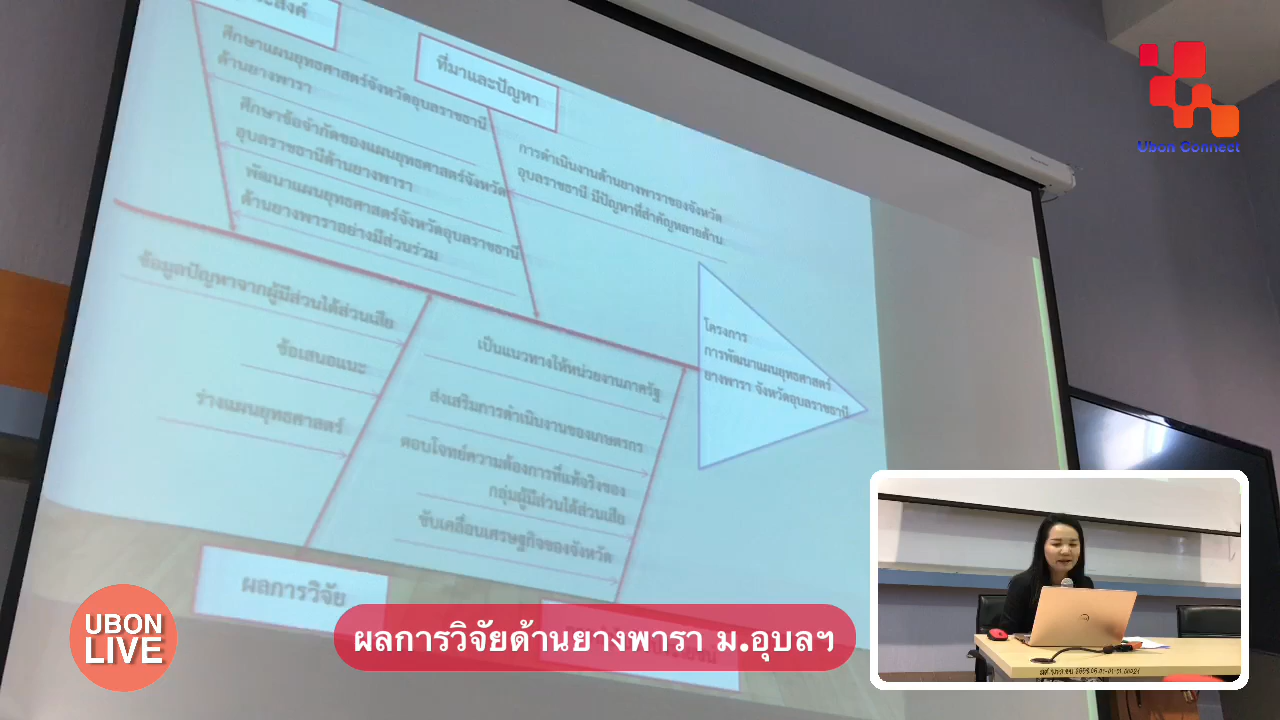 ที่มาและปัญหา
ศึกษาแผนยุทธศาสตร์จังหวัดอุบลราชธานี
ด้านยางพารา
ศึกษาข้อจำกัดของแผนยุทธศาสตร์จังหวัด
อุบลราชธานีด้านยางพารา
พัฒนาแผนยุทธศาสตร์จังหวัดอุบลราชธานี
ด้านยางพาราอย่างมีส่วนร่วม
การดำเนินงานด้านยางพาราของจังหวัด
อุบลราชธานี มีปัญหาที่สำคัญหลายด้าน
ข้อมูลปัญหาจากผู้มีส่วนได้ส่วนเสีย
ข้อเสนอแนะ
ร่างแผนยุทธศาสตร์
เป็นแนวทางให้หน่วยงานภาครัฐ
ส่งเสริมการดำเนินงานของเกษตรกร
ตอบโจทย์ความต้องการที่แท้จริงของ
กลุ่มผู้มีส่วนได้ส่วนเสีย
ขับเคลื่อนเศรษฐกิจของจังหวัด
โครงการ
การพัฒนาแผนยุทธศาสตร์
ยางพารา จังหวัดอุบลราชธานี
ผลการวิจัย
Ubon Connect
UBON
LIVE
ผลการวิจัยด้านยางพารา ม.อุบลฯ